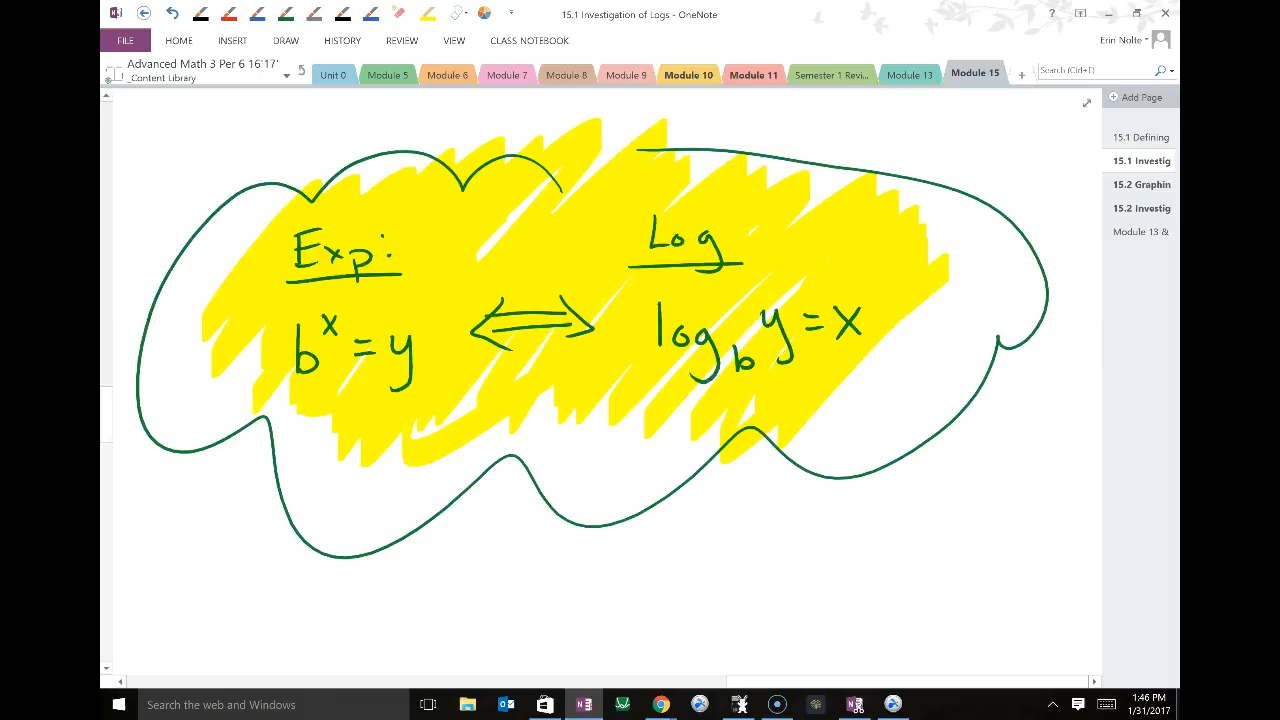 15.1 Investigation of Logs - OneNote
?
FILE HOME INSERT DRAW HISTORY REVIEW VIEW CLASS NOTEBOOK
Erin Nolte
Advanced Math 3 Per 6 16'17'
_Content Library
Unit 0 Module 5 Module 6 Module 7 Module 8 Module 9 Module 10 Module 11 Semester 1 Revi... Module 13 Module 15
Search (Ctrl+E)
Add Page
15.1 Defining
15.1 Investig
15.2 Graphin
15.2 Investig
Module 13 &
Exp: Log
b^x = y ⟺ log_b y = x
Search the web and Windows
1:46 PM
1/31/2017